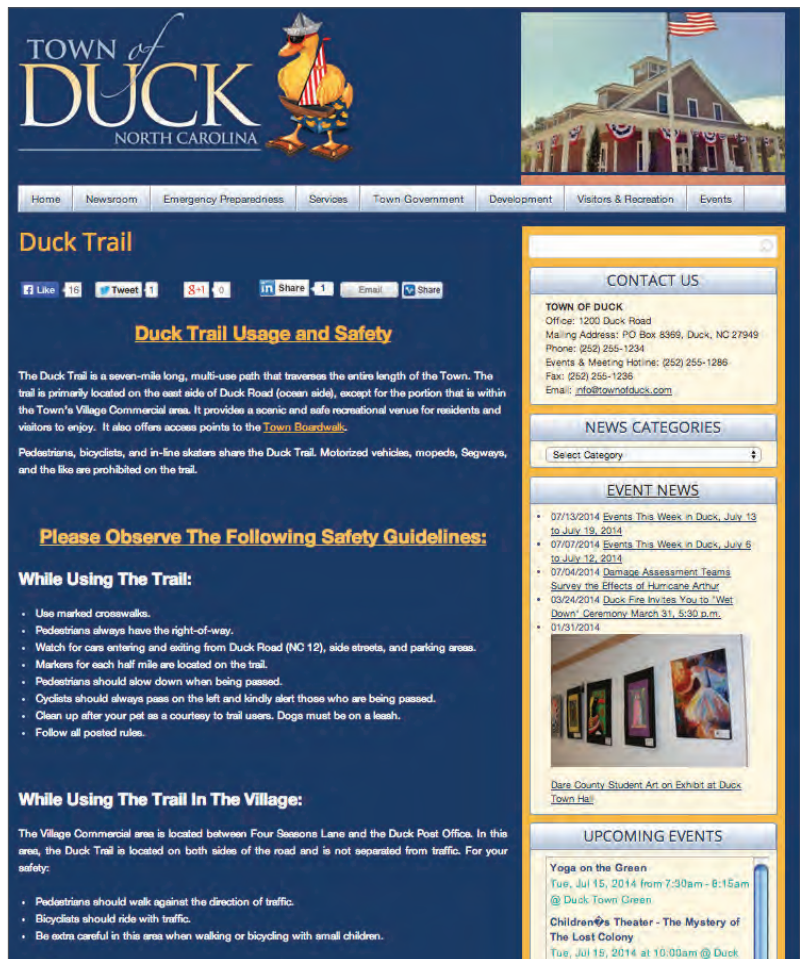 TOWN of
DUCK
NORTH CAROLINA
Home Newsroom Emergency Preparedness Services Town Government Development Visitors & Recreation Events
Duck Trail
Like 16 Tweet 1 g+1 0 in Share 1 Email Share
Duck Trail Usage and Safety
The Duck Trail is a seven-mile long, multi-use path that traverses the entire length of the Town. The
trail is primarily located on the east side of Duck Road (ocean side), except for the portion that is within
the Town's Village Commercial area. It provides a scenic and safe recreational venue for residents and
visitors to enjoy. It also offers access points to the Town Boardwalk.
Pedestrians, bicyclists, and in-line skaters share the Duck Trail. Motorized vehicles, mopeds, Segways,
and the like are prohibited on the trail.
Please Observe The Following Safety Guidelines:
While Using The Trail:
• Use marked crosswalks.
• Pedestrians always have the right-of-way.
• Watch for cars entering and exiting from Duck Road (NC 12), side streets, and parking areas.
• Markers for each half mile are located on the trail.
• Pedestrians should slow down when being passed.
• Cyclists should always pass on the left and kindly alert those who are being passed.
• Clean up after your pet as a courtesy to trail users. Dogs must be on a leash.
• Follow all posted rules.
While Using The Trail In The Village:
The Village Commercial area is located between Four Seasons Lane and the Duck Post Office. In this
area, the Duck Trail is located on both sides of the road and is not separated from traffic. For your
safety:
• Pedestrians should walk against the direction of traffic.
• Bicyclists should ride with traffic.
• Be extra careful in this area when walking or bicycling with small children.
CONTACT US
TOWN OF DUCK
Office: 1200 Duck Road
Mailing Address: PO Box 8369, Duck, NC 27949
Phone: (252) 255-1234
Events & Meeting Hotline: (252) 255-1286
Fax: (252) 255-1236
Email: info@townofduck.com
NEWS CATEGORIES
Select Category
EVENT NEWS
• 07/13/2014 Events This Week in Duck, July 13
to July 19, 2014
• 07/07/2014 Events This Week in Duck, July 6
to July 12, 2014
• 07/04/2014 Damage Assessment Teams
Survey the Effects of Hurricane Arthur
• 03/24/2014 Duck Fire Invites You to "Wet
Down" Ceremony March 31, 5:30 p.m.
• 01/31/2014
Dare County Student Art on Exhibit at Duck
Town Hall
UPCOMING EVENTS
Yoga on the Green
Tue, Jul 15, 2014 from 7:30am - 8:15am
@ Duck Town Green
Children�s Theater - The Mystery of
The Lost Colony
Tue, Jul 15, 2014 at 10:00am @ Duck